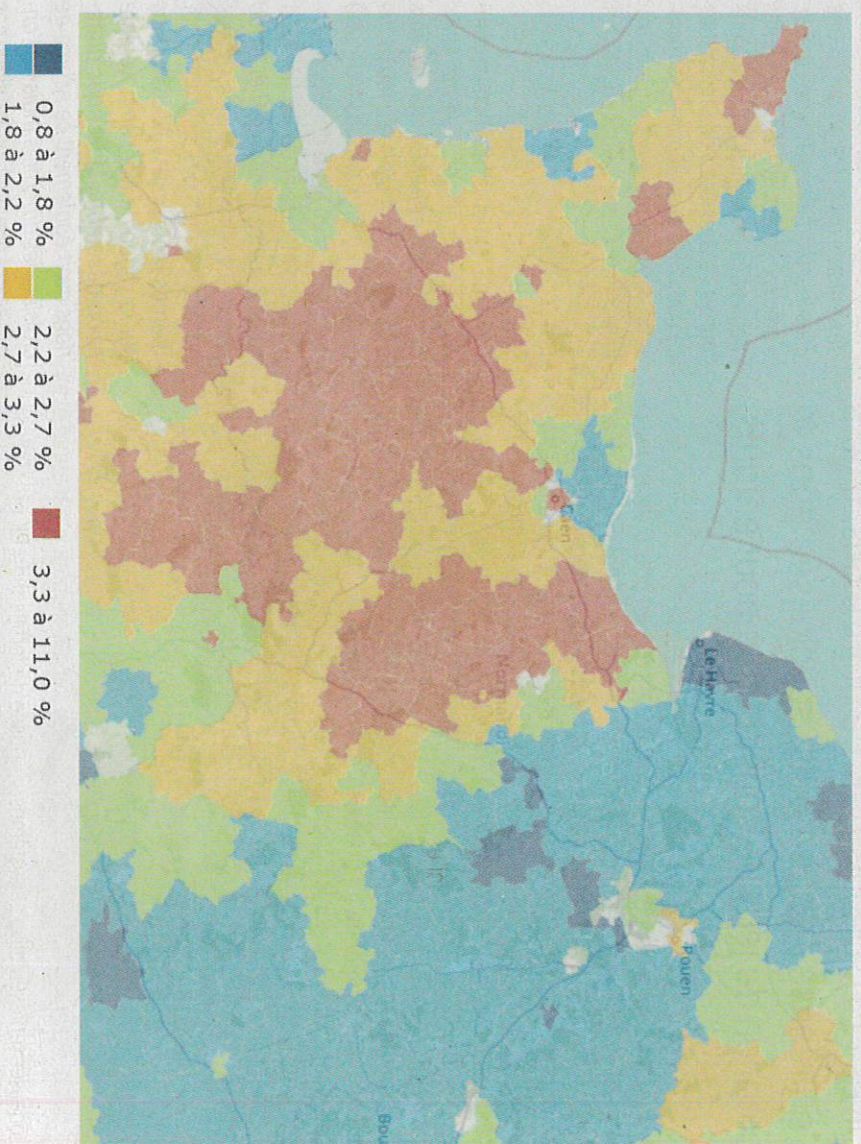 Caen
Le Havre
Rouen
0,8 à 1,8 %
1,8 à 2,2 %
2,2 à 2,7 %
2,7 à 3,3 %
3,3 à 11,0 %